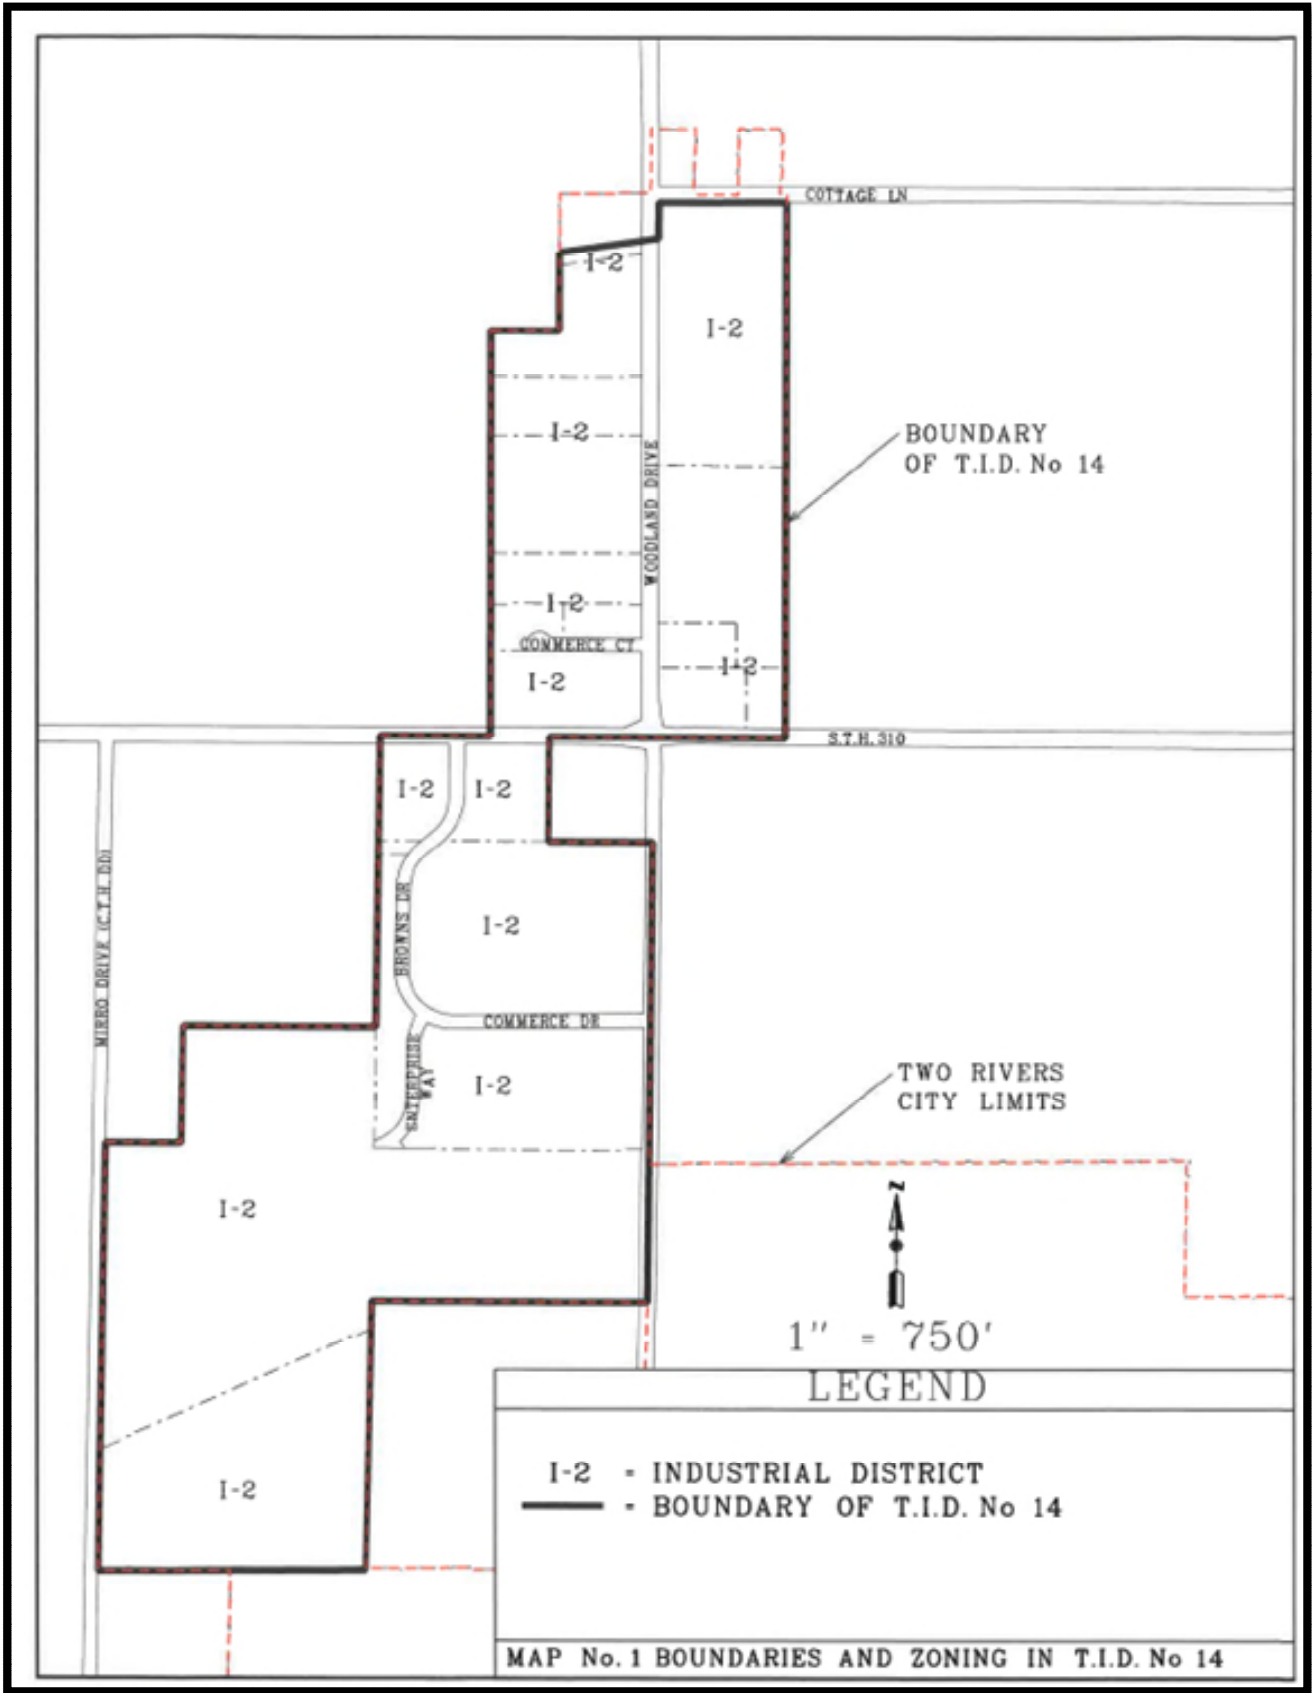 COTTAGE LN
I-2
I-2
BOUNDARY
OF T.I.D. No 14
I-2
WOODLAND DRIVE
I-2
COMMERCE CT
I-2
I-2
S.T.H. 310
I-2
I-2
MIRRO DRIVE (C.T.H. DD)
BROWNS DR
I-2
COMMERCE DR
ENTERPRISE
WAY
I-2
TWO RIVERS
CITY LIMITS
N
I-2
1" = 750'
LEGEND
I-2 - INDUSTRIAL DISTRICT
- BOUNDARY OF T.I.D. No 14
I-2
MAP No. 1 BOUNDARIES AND ZONING IN T.I.D. No 14